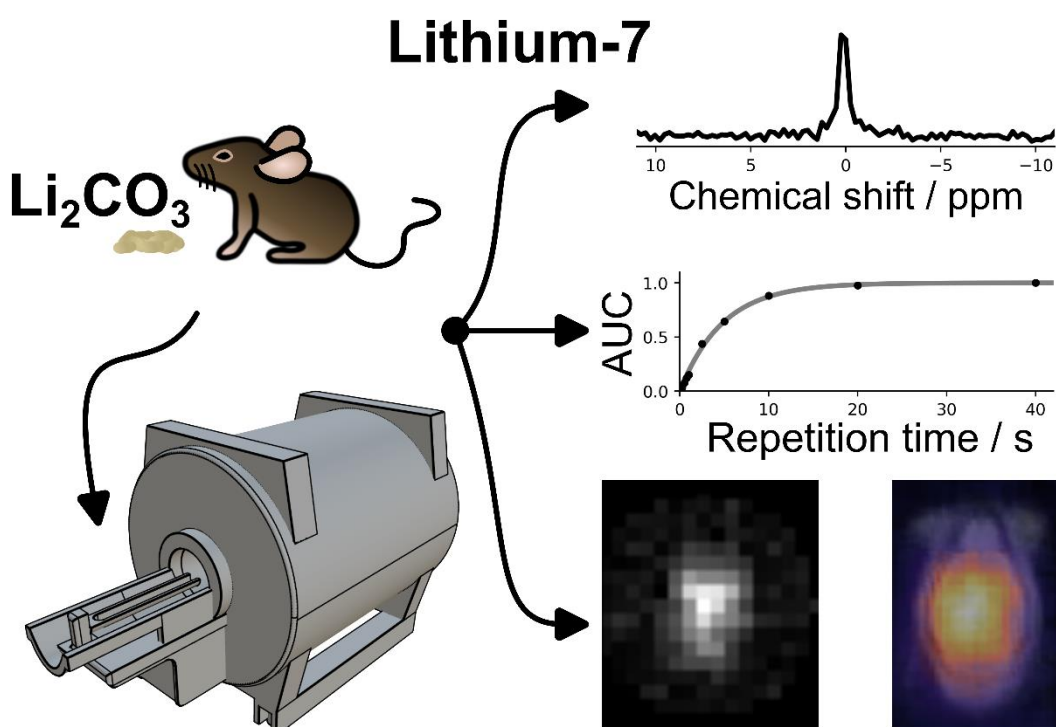 Lithium-7
Li₂CO₃
10 5 0 −5 −10
Chemical shift / ppm
1.0
0.5
0.0
AUC
0 10 20 30 40
Repetition time / s